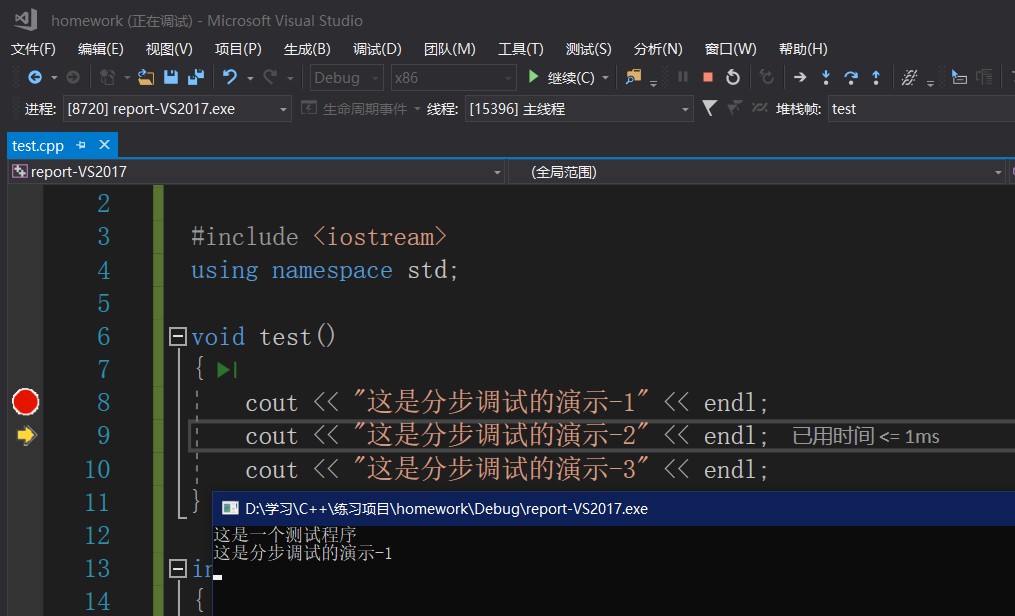 homework (正在调试) - Microsoft Visual Studio
文件(F) 编辑(E) 视图(V) 项目(P) 生成(B) 调试(D) 团队(M) 工具(T) 测试(S) 分析(N) 窗口(W) 帮助(H)
Debug x86 继续(C)
进程: [8720] report-VS2017.exe 生命周期事件 线程: [15396] 主线程 堆栈帧: test
test.cpp
report-VS2017 (全局范围)
2
3 #include <iostream>
4 using namespace std;
5
6 void test()
7 {
8 cout << "这是分步调试的演示-1" << endl;
9 cout << "这是分步调试的演示-2" << endl; 已用时间 <= 1ms
10 cout << "这是分步调试的演示-3" << endl;
11 }
D:\学习\C++\练习项目\homework\Debug\report-VS2017.exe
12 这是一个测试程序
这是分步调试的演示-1
13 in
14 {